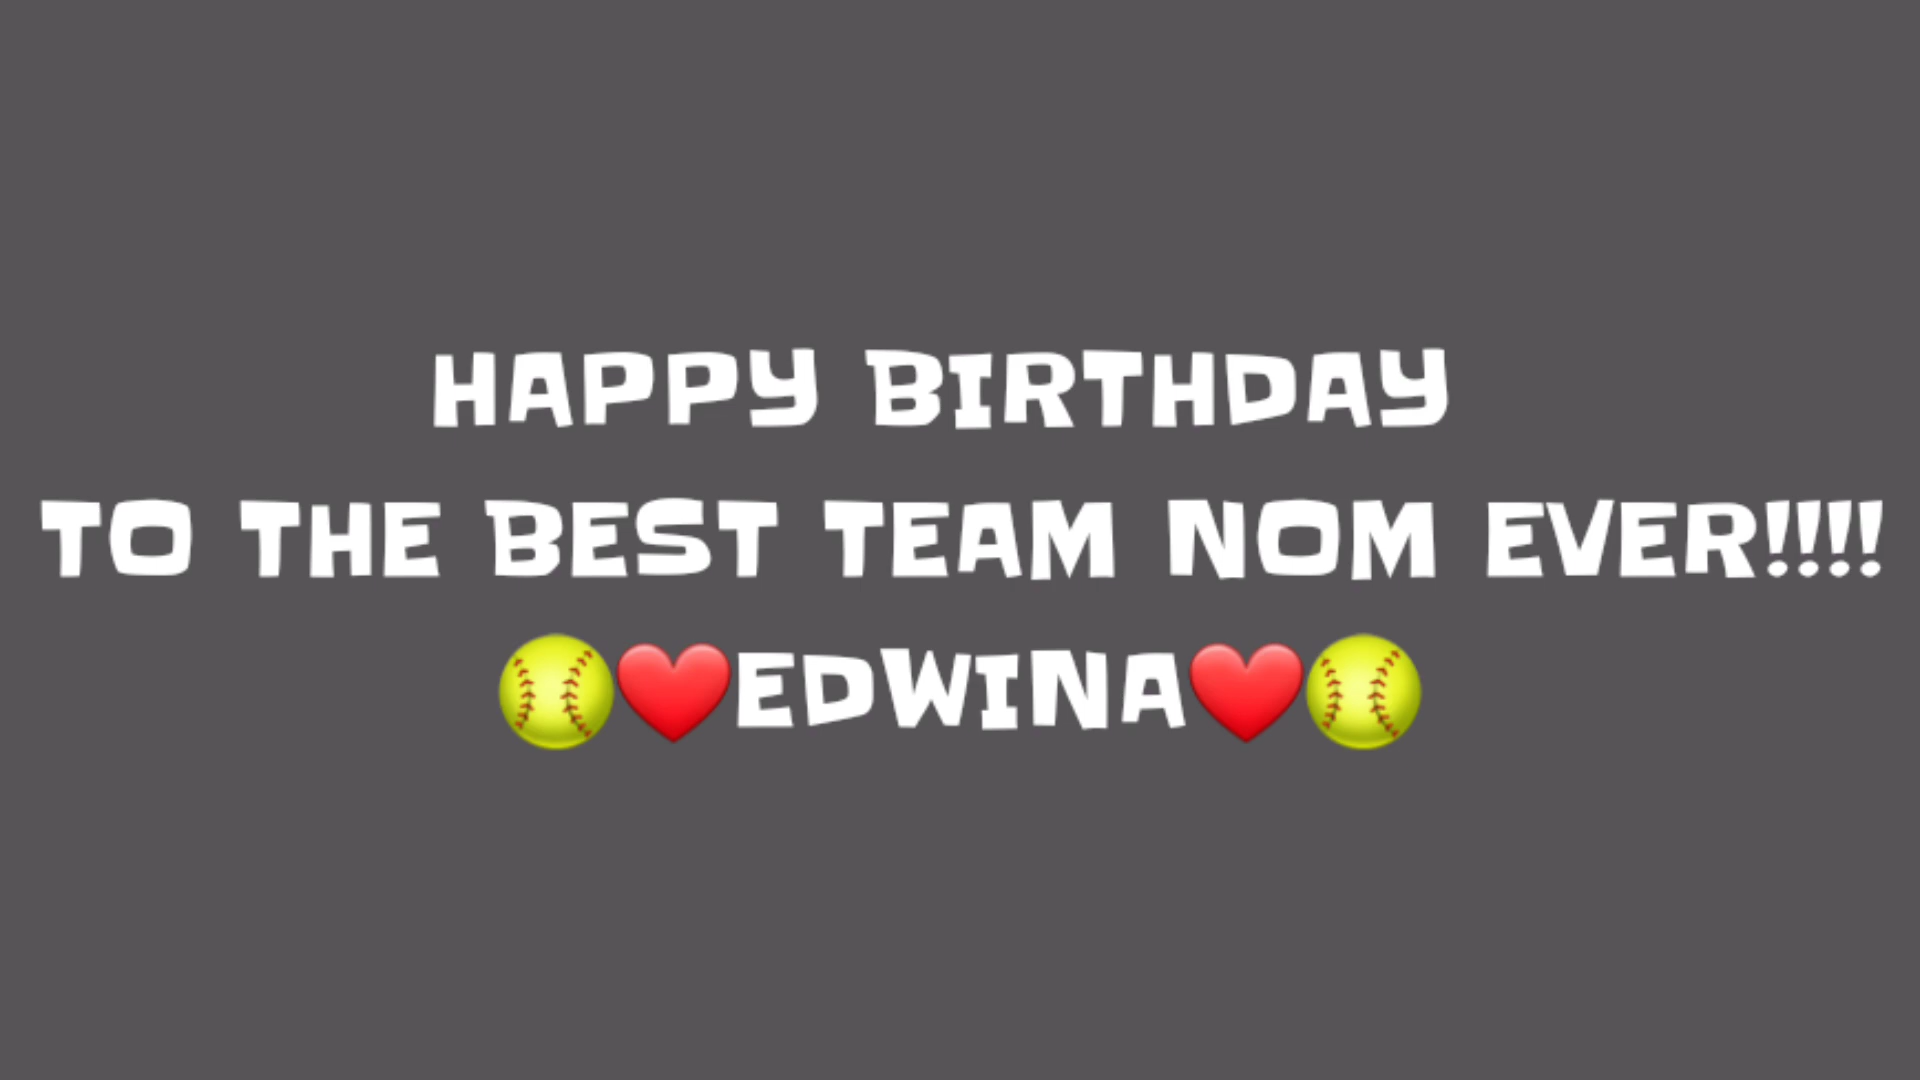 HAPPY BIRTHDAY
TO THE BEST TEAM NOM EVER!!!!
🥎❤️EDWINA❤️🥎